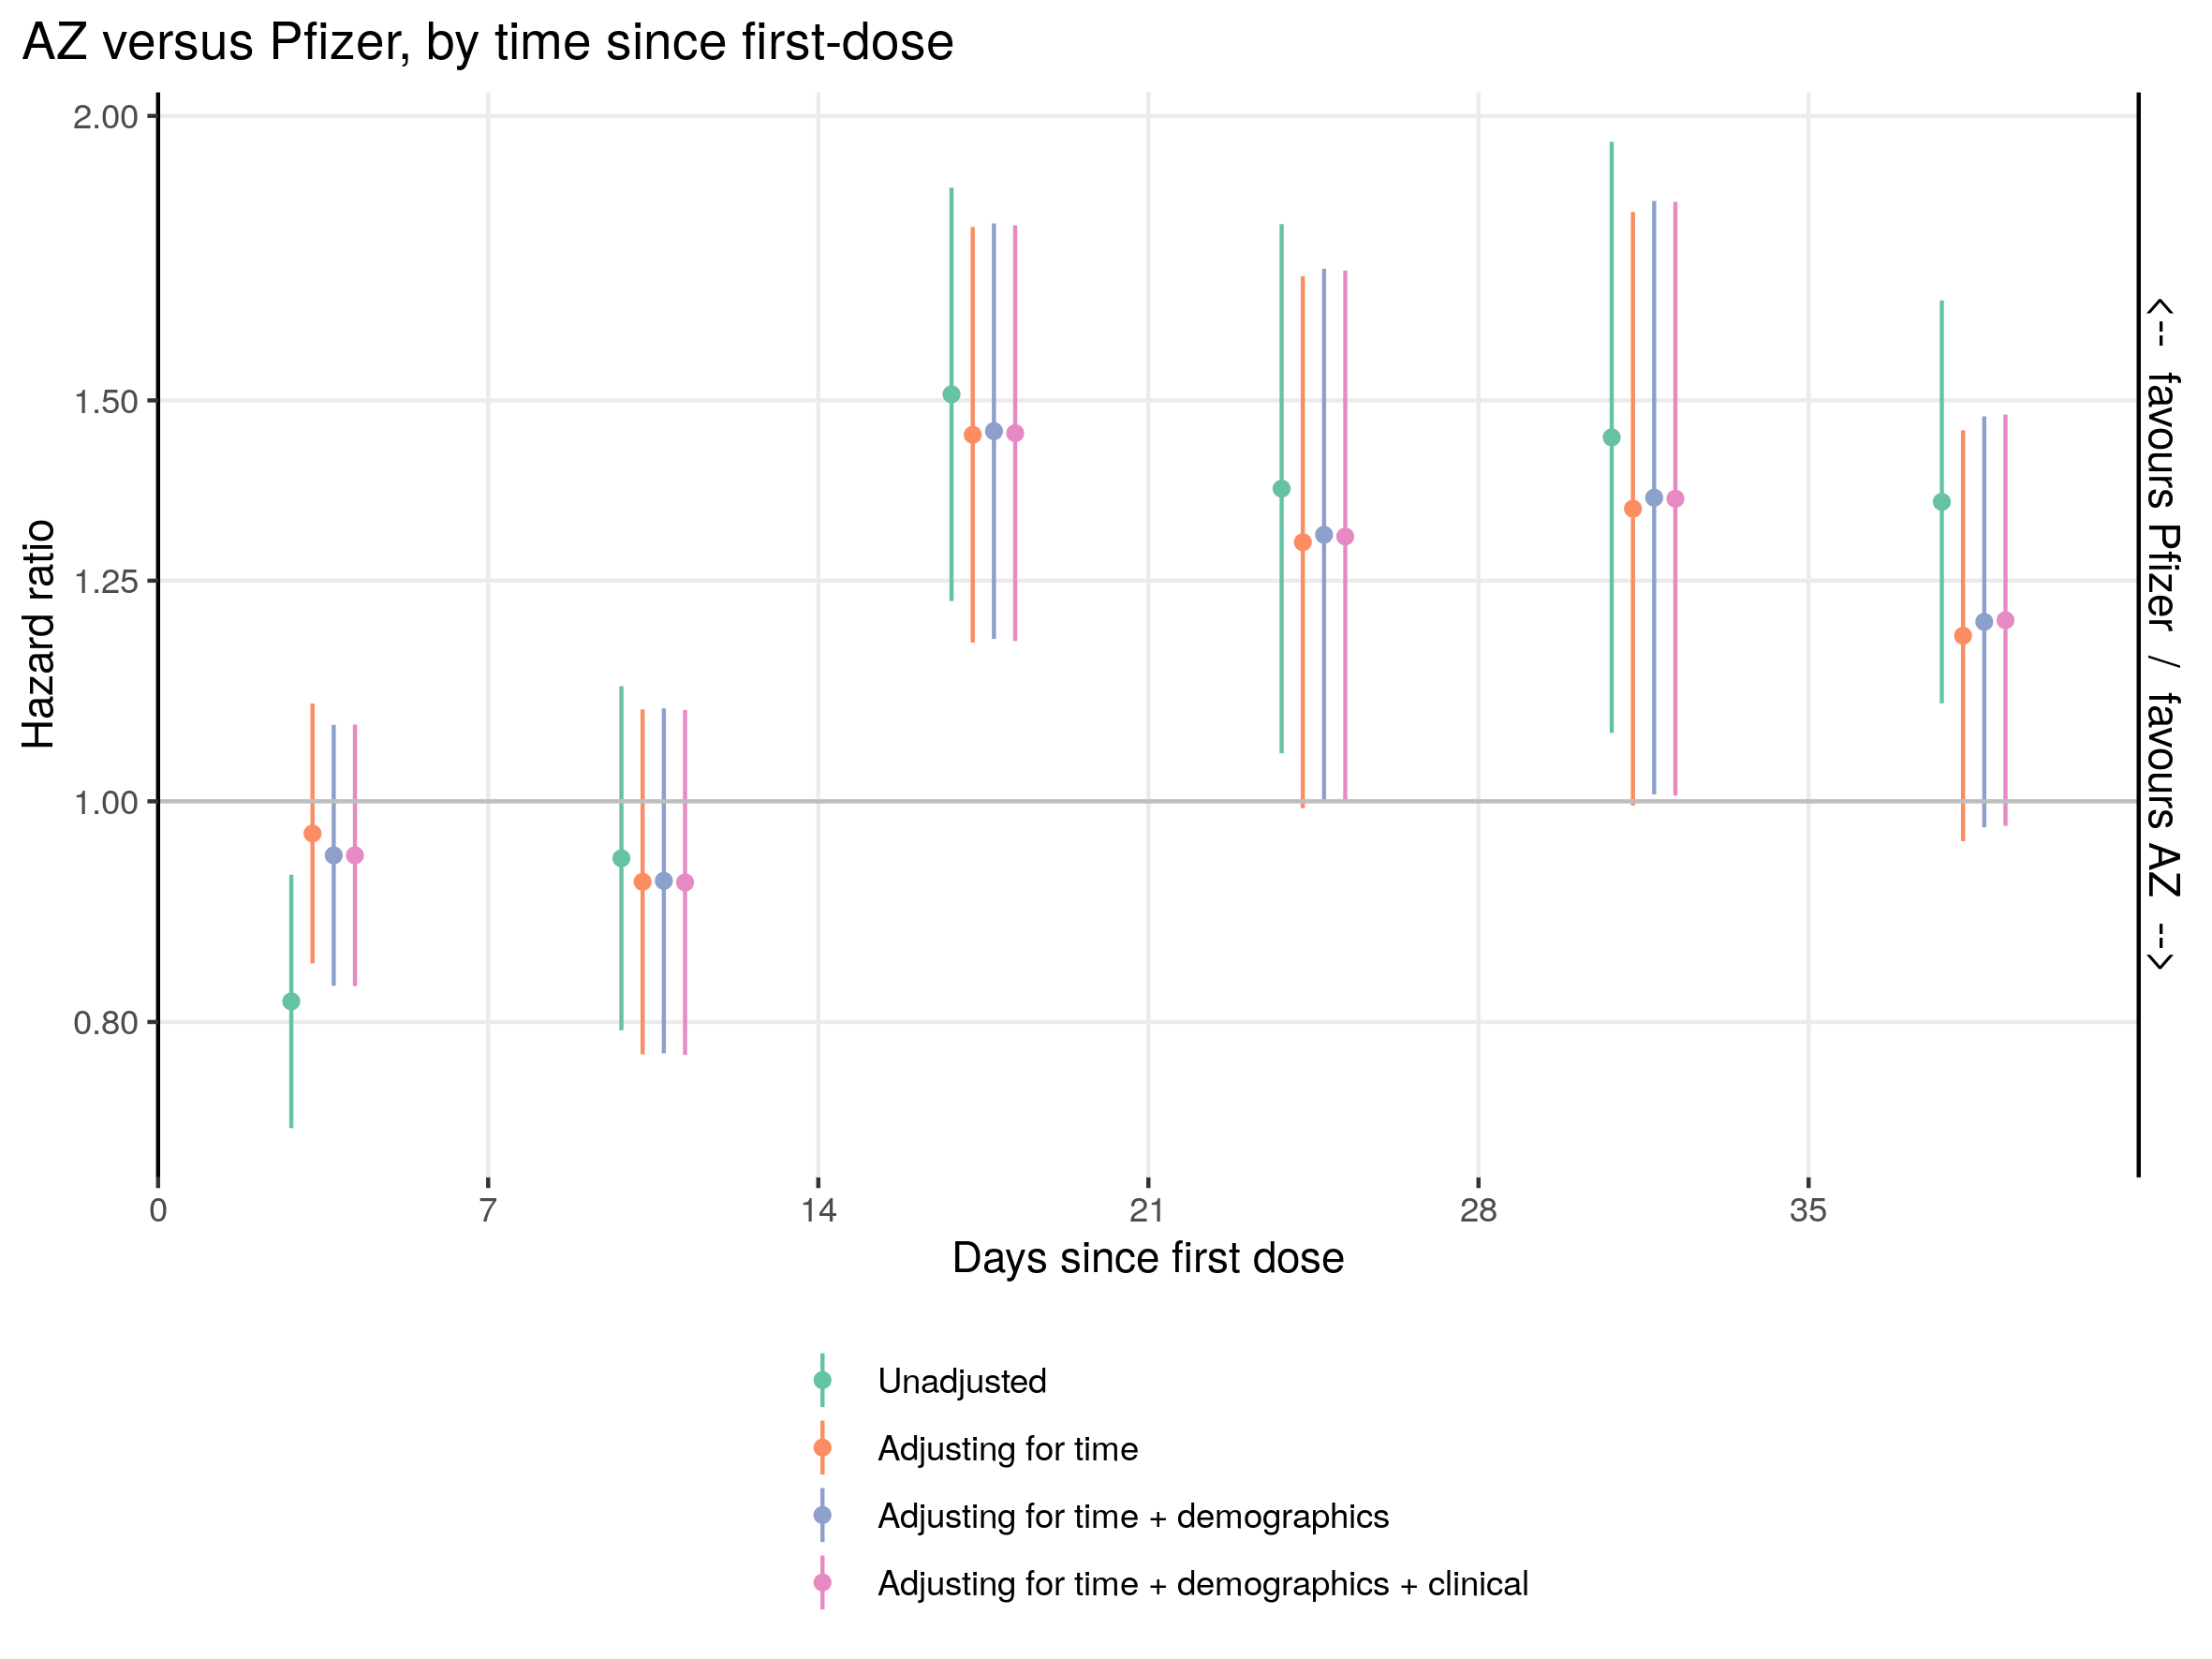 AZ versus Pfizer, by time since first-dose
2.00
1.50
1.25
1.00
0.80
Hazard ratio
<-- favours Pfizer / favours AZ -->
0 7 14 21 28 35
Days since first dose
Unadjusted
Adjusting for time
Adjusting for time + demographics
Adjusting for time + demographics + clinical